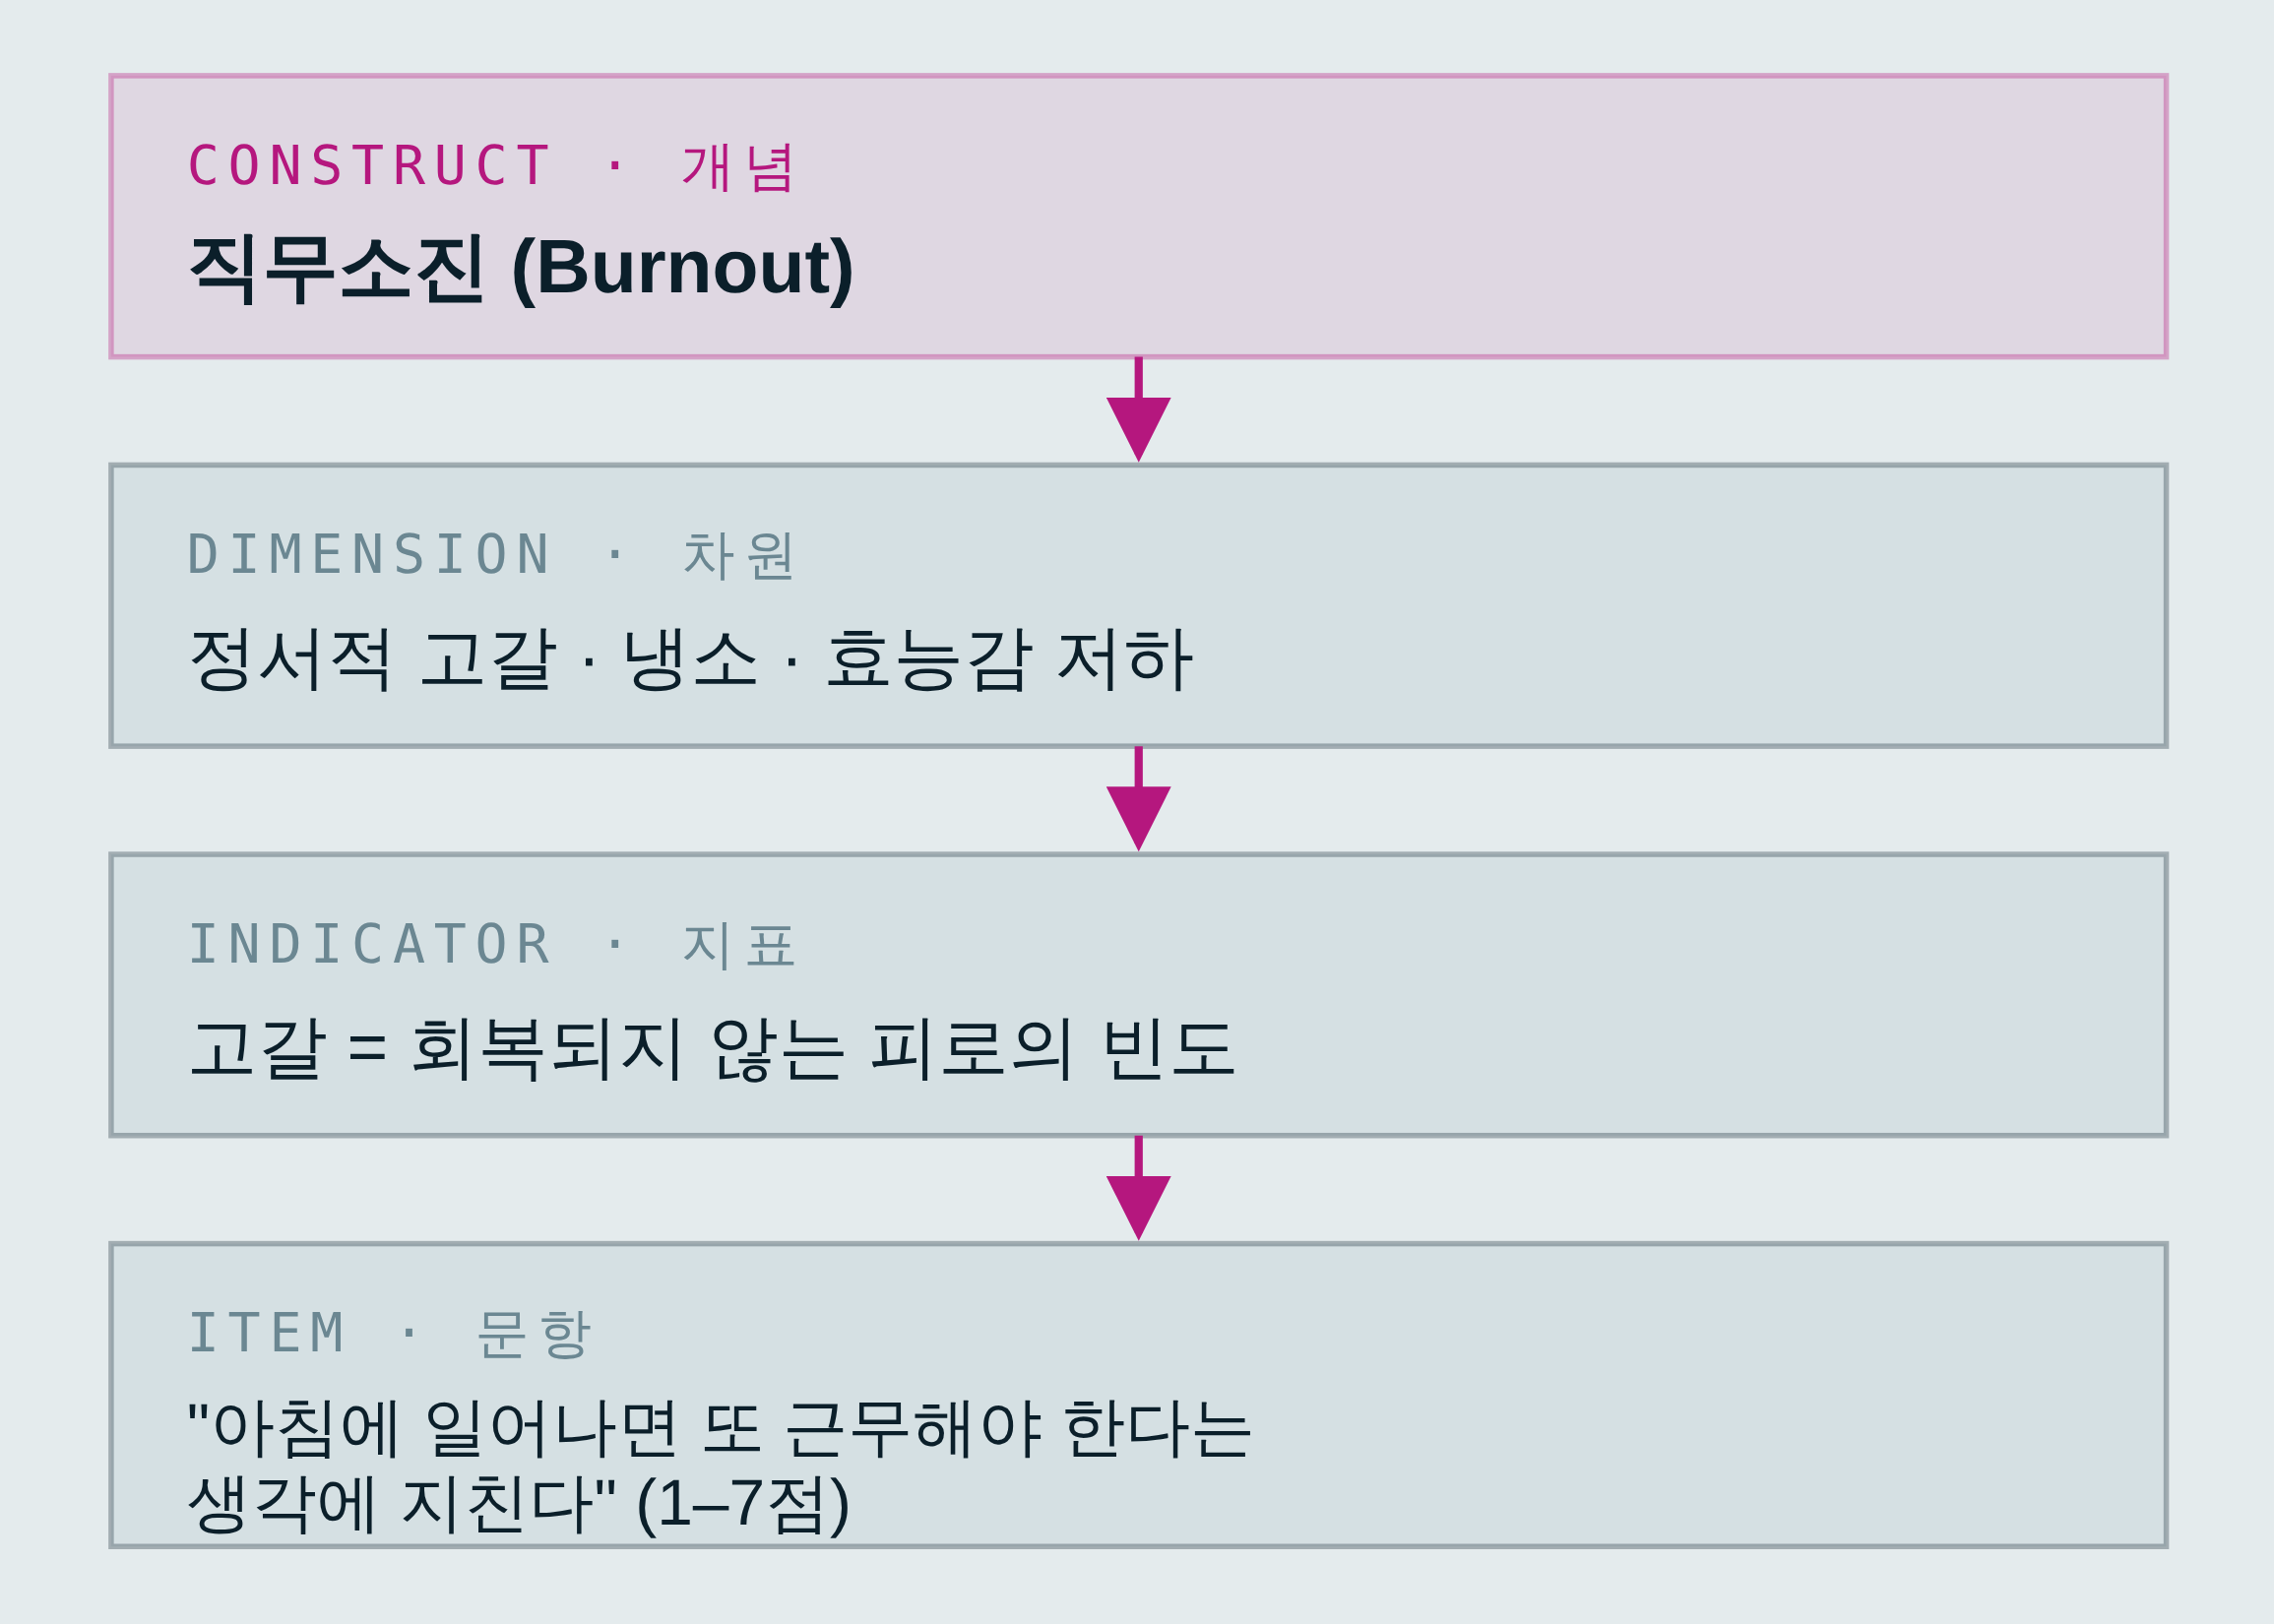 CONSTRUCT · 개념
직무소진 (Burnout)
DIMENSION · 차원
정서적 고갈 · 냉소 · 효능감 저하
INDICATOR · 지표
고갈 = 회복되지 않는 피로의 빈도
ITEM · 문항
"아침에 일어나면 또 근무해야 한다는
생각에 지친다" (1–7점)